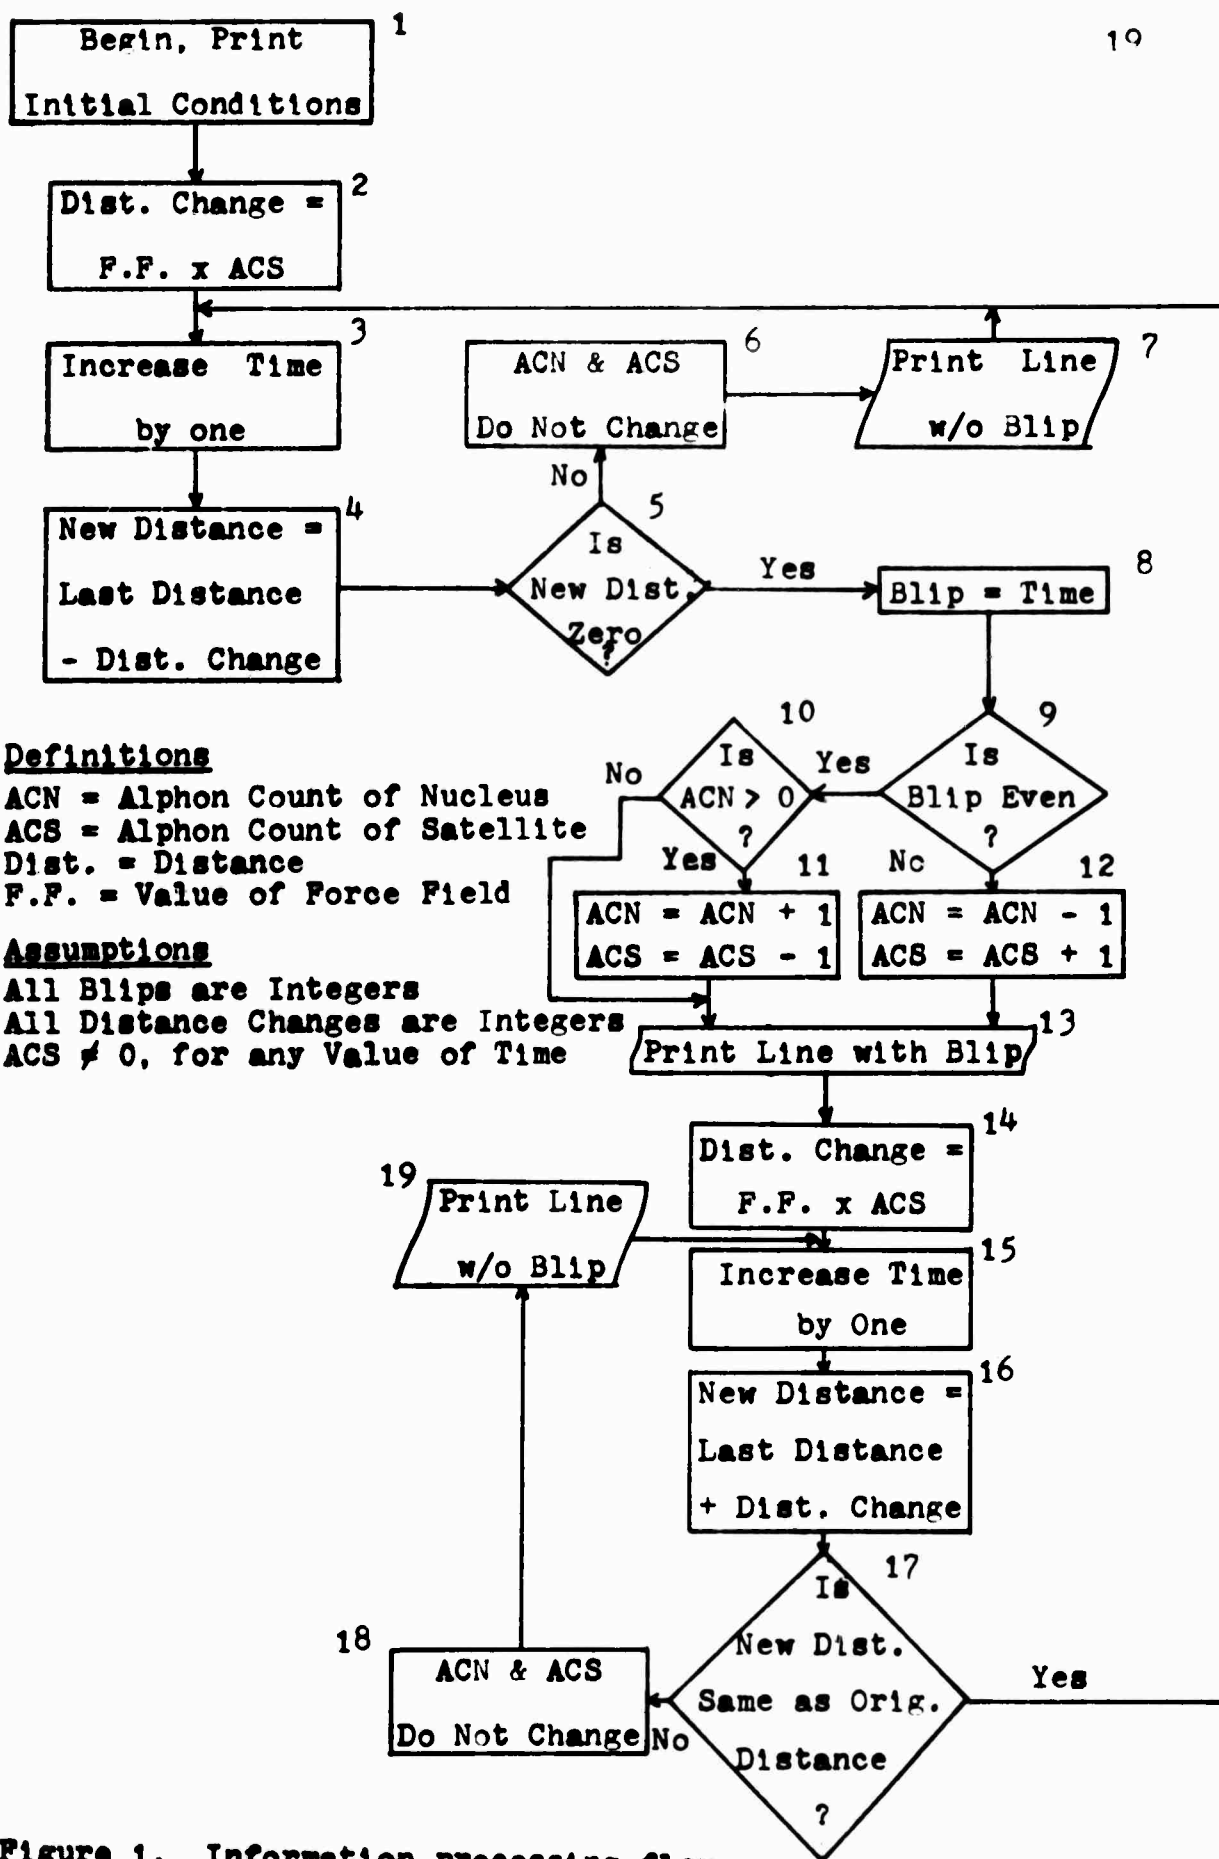 19
1
Begin, Print
Initial Conditions
2
Dist. Change =
F.F. x ACS
3
Increase Time
by one
4
New Distance =
Last Distance
- Dist. Change
5
Is
New Dist.
Zero
?
No
Yes
6
ACN & ACS
Do Not Change
7
Print Line
w/o Blip
8
Blip = Time
9
Is
Blip Even
?
Yes
No
10
Is
ACN > 0
?
No
Yes
11
ACN = ACN + 1
ACS = ACS - 1
12
ACN = ACN - 1
ACS = ACS + 1
Definitions
ACN = Alphon Count of Nucleus
ACS = Alphon Count of Satellite
Dist. = Distance
F.F. = Value of Force Field
Assumptions
All Blips are Integers
All Distance Changes are Integers
ACS ≠ 0, for any Value of Time
13
Print Line with Blip
14
Dist. Change =
F.F. x ACS
15
Increase Time
by One
16
New Distance =
Last Distance
+ Dist. Change
17
Is
New Dist.
Same as Orig.
Distance
?
Yes
No
18
ACN & ACS
Do Not Change
19
Print Line
w/o Blip
Figure 1. Information processing